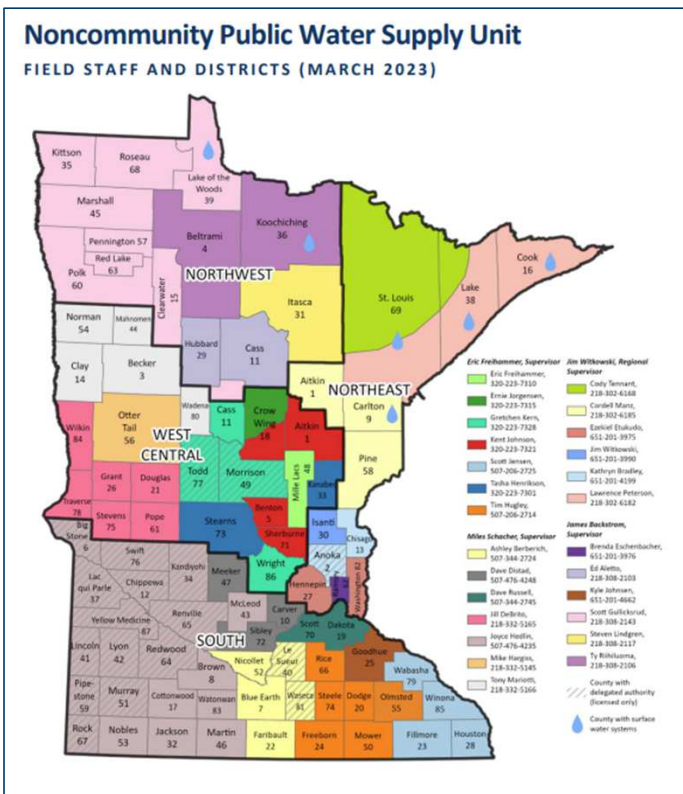 Noncommunity Public Water Supply Unit
FIELD STAFF AND DISTRICTS (MARCH 2023)
Kittson
35
Roseau
68
Lake of the
Woods
39
Marshall
45
Pennington 57
Red Lake
63
Polk
60
Clearwater
15
Beltrami
4
Koochiching
36
NORTHWEST
Itasca
31
St. Louis
69
Cook
16
Lake
38
Norman
54
Mahnomen
44
Hubbard
29
Cass
11
Clay
14
Becker
3
Aitkin
1
NORTHEAST
Carlton
9
Pine
58
Wadena
80
Cass
11
Crow
Wing
18
Aitkin
1
Wilkin
84
Otter
Tail
56
WEST
CENTRAL
Todd
77
Morrison
49
Mille Lacs
48
Kanabec
33
Grant
26
Douglas
21
Traverse
78
Stevens
75
Pope
61
Stearns
73
Benton
5
Sherburne
71
Isanti
30
Chisago
13
Anoka
2
Wright
86
Hennepin
27
Washington 82
Big
Stone
6
Swift
76
Kandiyohi
34
Meeker
47
Lac
qui Parle
37
Chippewa
12
McLeod
43
Carver
10
Renville
65
Yellow Medicine
87
SOUTH
Sibley
72
Scott
70
Dakota
19
Lincoln
41
Lyon
42
Redwood
64
Brown
8
Nicollet
52
Le
Sueur
40
Rice
66
Goodhue
25
Wabasha
79
Pipe-
stone
59
Murray
51
Cottonwood
17
Watonwan
83
Blue Earth
7
Waseca
81
Steele
74
Dodge
20
Olmsted
55
Winona
85
Rock
67
Nobles
53
Jackson
32
Martin
46
Faribault
22
Freeborn
24
Mower
50
Fillmore
23
Houston
28
Eric Freihammer, Supervisor
Eric Freihammer,
320-223-7310
Ernie Jorgensen,
320-223-7315
Gretchen Kern,
320-223-7328
Kent Johnson,
320-223-7321
Scott Jensen,
507-206-2725
Tasha Henrikson,
320-223-7301
Tim Hugley,
507-206-2714
Miles Schacher, Supervisor
Ashley Berberich,
507-344-2724
Dave Distad,
507-476-4248
Dave Russell,
507-344-2745
Jill DeBrito,
218-332-5165
Joyce Hedlin,
507-476-4235
Mike Hargiss,
218-332-5145
Tony Mariotti,
218-332-5166
Jim Witkowski, Regional
Supervisor
Cody Tennant,
218-302-6168
Cordell Manz,
218-302-6185
Ezekiel Etukudo,
651-201-3975
Jim Witkowski,
651-201-3990
Kathryn Bradley,
651-201-4199
Lawrence Peterson,
218-302-6182
James Backstrom,
Supervisor
Brenda Eschenbacher,
651-201-3976
Ed Aletto,
218-308-2103
Kyle Johnsen,
651-201-4662
Scott Gullicksrud,
218-308-2143
Steven Lindgren,
218-308-2117
Ty Riihiluoma,
218-308-2106
County with
delegated authority
(licensed only)
County with surface
water systems